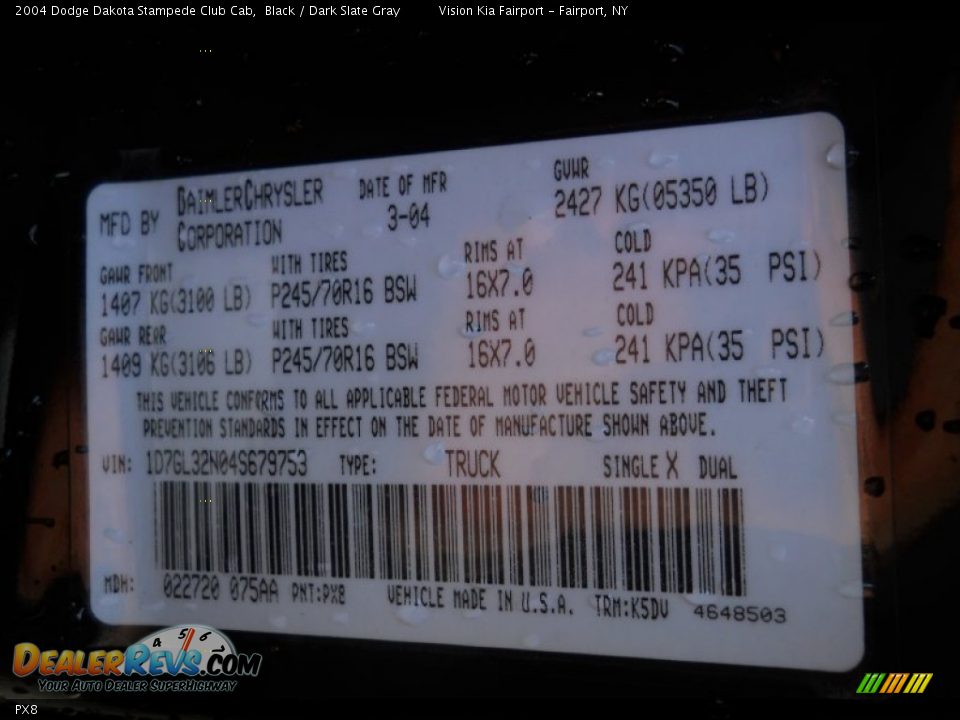 2004 Dodge Dakota Stampede Club Cab, Black / Dark Slate Gray Vision Kia Fairport - Fairport, NY
MFD BY DAIMLERCHRYSLER CORPORATION DATE OF MFR 3-04 GVWR 2427 KG(05350 LB)
GAWR FRONT WITH TIRES RIMS AT COLD
1407 KG(3100 LB) P245/70R16 BSW 16X7.0 241 KPA(35 PSI)
GAWR REAR WITH TIRES RIMS AT COLD
1409 KG(3106 LB) P245/70R16 BSW 16X7.0 241 KPA(35 PSI)
THIS VEHICLE CONFORMS TO ALL APPLICABLE FEDERAL MOTOR VEHICLE SAFETY AND THEFT
PREVENTION STANDARDS IN EFFECT ON THE DATE OF MANUFACTURE SHOWN ABOVE.
VIN: 1D7GL32N04S679753 TYPE: TRUCK SINGLE X DUAL
MDH: 022720 075AA PNT:PX8 VEHICLE MADE IN U.S.A. TRM:K5DV 4648503
4 5 6
DEALERREVS.COM
YOUR AUTO DEALER SUPERHIGHWAY
PX8